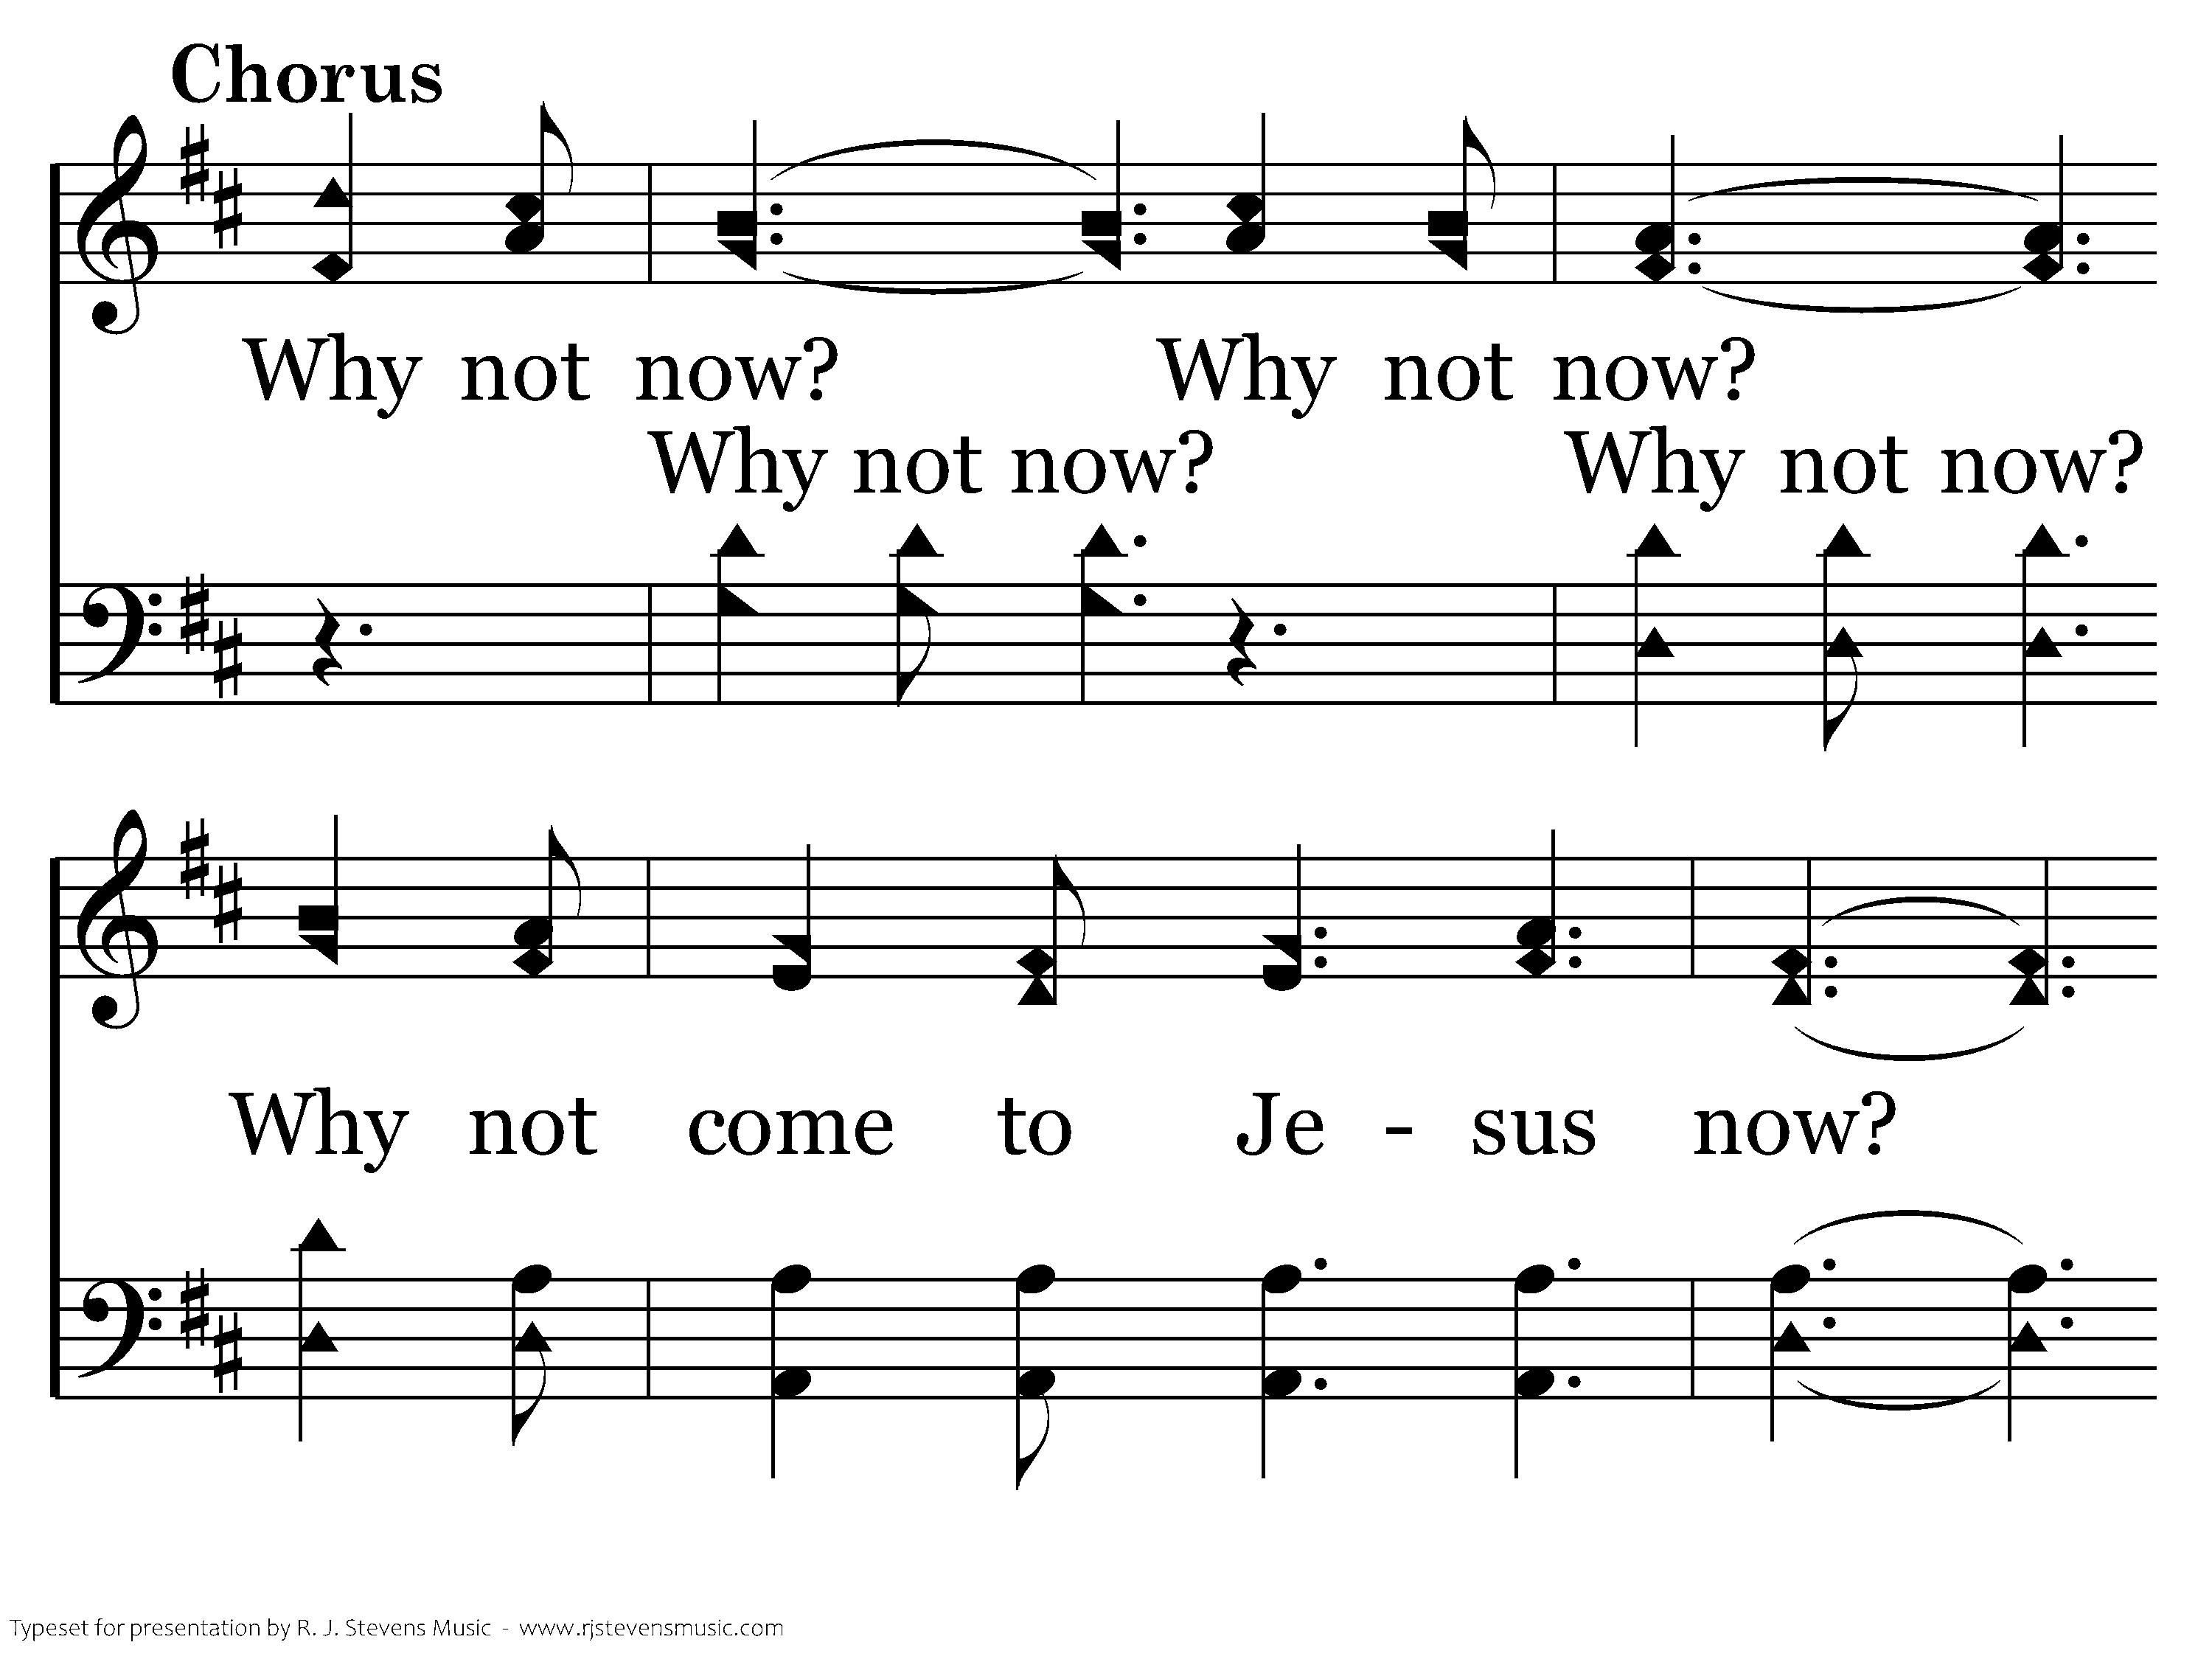 Chorus
Why not now? Why not now?
Why not now? Why not now?
Why not come to Je - sus now?
Typeset for presentation by R. J. Stevens Music - www.rjstevensmusic.com